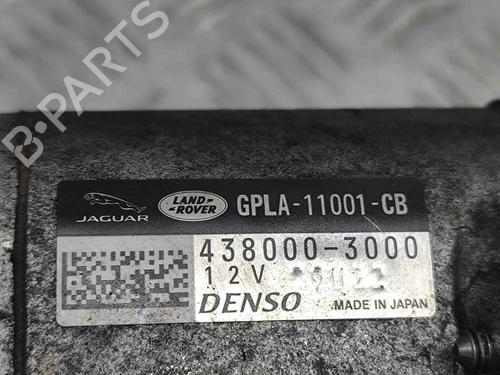 B-PARTS
JAGUAR
LAND-
-ROVER
GPLA-11001-CB
438000-3000
12V
DENSO
MADE IN JAPAN